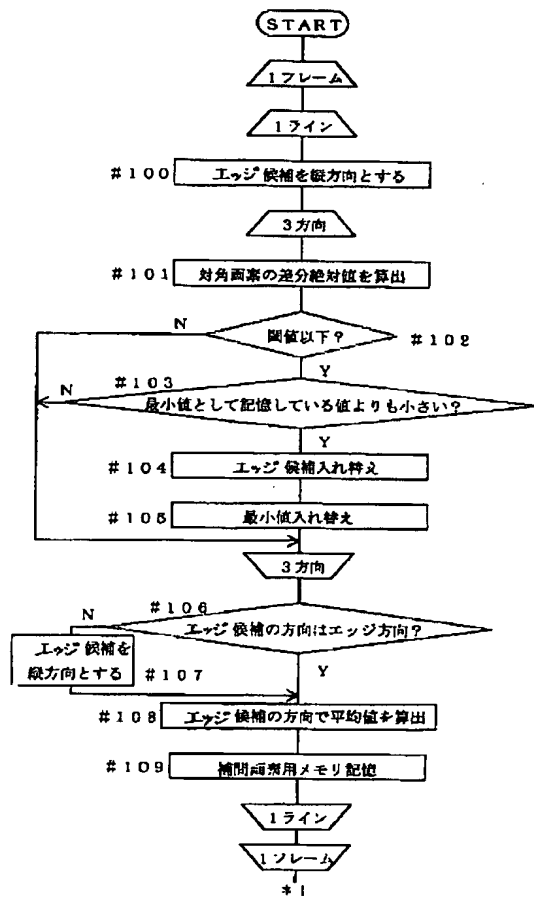 START
1フレーム
1ライン
#100
エッジ候補を縦方向とする
3方向
#101
対角画素の差分絶対値を算出
N
閾値以下?
#102
Y
#103
N
最小値として記憶している値よりも小さい?
Y
#104
エッジ候補入れ替え
#105
最小値入れ替え
3方向
#106
N
エッジ候補の方向はエッジ方向?
エッジ候補を
縦方向とする
#107
Y
#108
エッジ候補の方向で平均値を算出
#109
補間画素用メモリ記憶
1ライン
1フレーム
*1